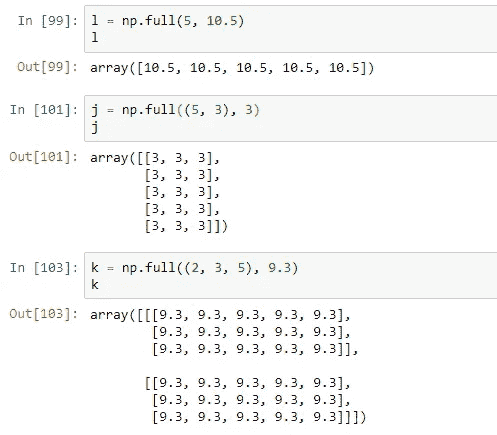 In [99]: l = np.full(5, 10.5)
l
Out[99]: array([10.5, 10.5, 10.5, 10.5, 10.5])
In [101]: j = np.full((5, 3), 3)
j
Out[101]: array([[3, 3, 3],
[3, 3, 3],
[3, 3, 3],
[3, 3, 3],
[3, 3, 3]])
In [103]: k = np.full((2, 3, 5), 9.3)
k
Out[103]: array([[[9.3, 9.3, 9.3, 9.3, 9.3],
[9.3, 9.3, 9.3, 9.3, 9.3],
[9.3, 9.3, 9.3, 9.3, 9.3]],
[[9.3, 9.3, 9.3, 9.3, 9.3],
[9.3, 9.3, 9.3, 9.3, 9.3],
[9.3, 9.3, 9.3, 9.3, 9.3]]])